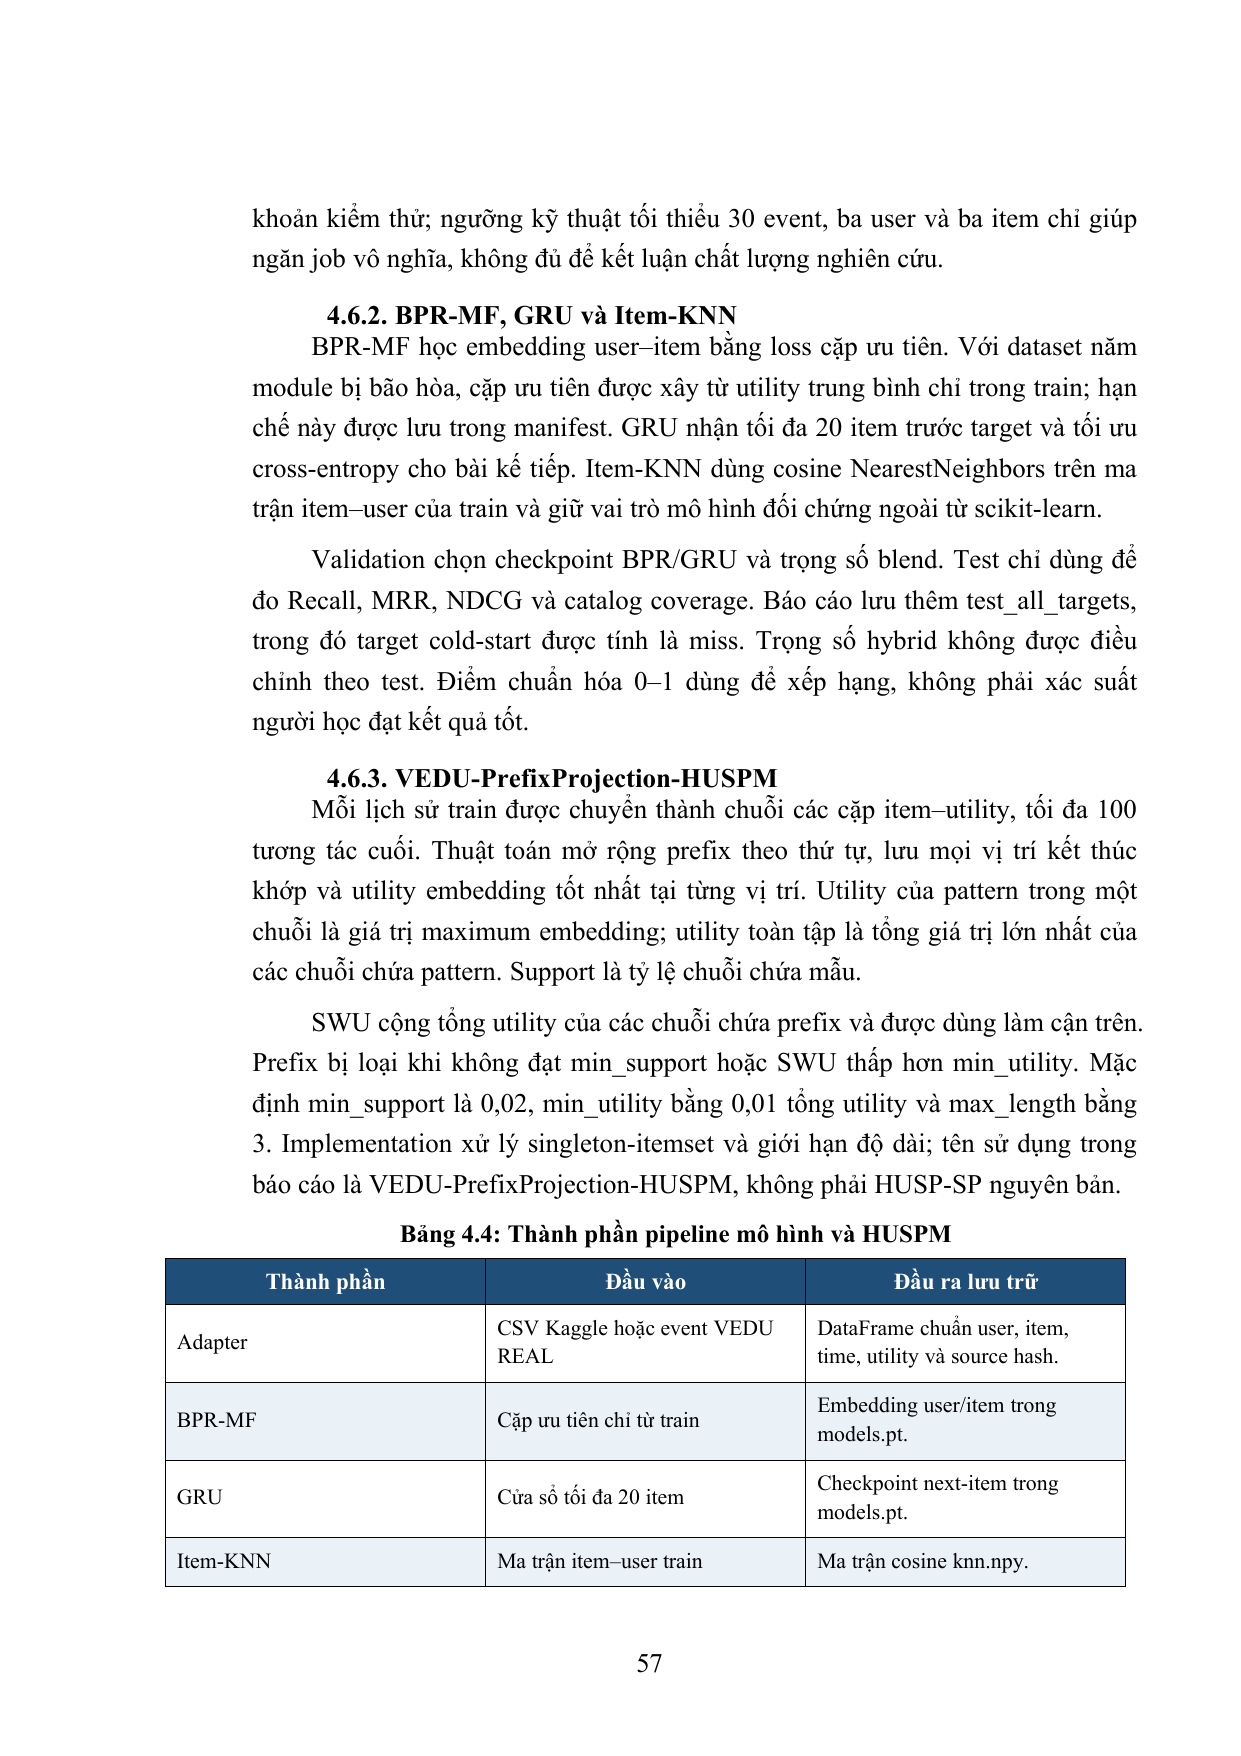 khoản kiểm thử; ngưỡng kỹ thuật tối thiểu 30 event, ba user và ba item chỉ giúp
ngăn job vô nghĩa, không đủ để kết luận chất lượng nghiên cứu.
4.6.2. BPR-MF, GRU và Item-KNN
BPR-MF học embedding user–item bằng loss cặp ưu tiên. Với dataset năm
module bị bão hòa, cặp ưu tiên được xây từ utility trung bình chỉ trong train; hạn
chế này được lưu trong manifest. GRU nhận tối đa 20 item trước target và tối ưu
cross-entropy cho bài kế tiếp. Item-KNN dùng cosine NearestNeighbors trên ma
trận item–user của train và giữ vai trò mô hình đối chứng ngoài từ scikit-learn.
Validation chọn checkpoint BPR/GRU và trọng số blend. Test chỉ dùng để
đo Recall, MRR, NDCG và catalog coverage. Báo cáo lưu thêm test_all_targets,
trong đó target cold-start được tính là miss. Trọng số hybrid không được điều
chỉnh theo test. Điểm chuẩn hóa 0–1 dùng để xếp hạng, không phải xác suất
người học đạt kết quả tốt.
4.6.3. VEDU-PrefixProjection-HUSPM
Mỗi lịch sử train được chuyển thành chuỗi các cặp item–utility, tối đa 100
tương tác cuối. Thuật toán mở rộng prefix theo thứ tự, lưu mọi vị trí kết thúc
khớp và utility embedding tốt nhất tại từng vị trí. Utility của pattern trong một
chuỗi là giá trị maximum embedding; utility toàn tập là tổng giá trị lớn nhất của
các chuỗi chứa pattern. Support là tỷ lệ chuỗi chứa mẫu.
SWU cộng tổng utility của các chuỗi chứa prefix và được dùng làm cận trên.
Prefix bị loại khi không đạt min_support hoặc SWU thấp hơn min_utility. Mặc
định min_support là 0,02, min_utility bằng 0,01 tổng utility và max_length bằng
3. Implementation xử lý singleton-itemset và giới hạn độ dài; tên sử dụng trong
báo cáo là VEDU-PrefixProjection-HUSPM, không phải HUSP-SP nguyên bản.
Bảng 4.4: Thành phần pipeline mô hình và HUSPM
Thành phần
Đầu vào
Đầu ra lưu trữ
Adapter
CSV Kaggle hoặc event VEDU
REAL
DataFrame chuẩn user, item,
time, utility và source hash.
BPR-MF
Cặp ưu tiên chỉ từ train
Embedding user/item trong
models.pt.
GRU
Cửa sổ tối đa 20 item
Checkpoint next-item trong
models.pt.
Item-KNN
Ma trận item–user train
Ma trận cosine knn.npy.
57